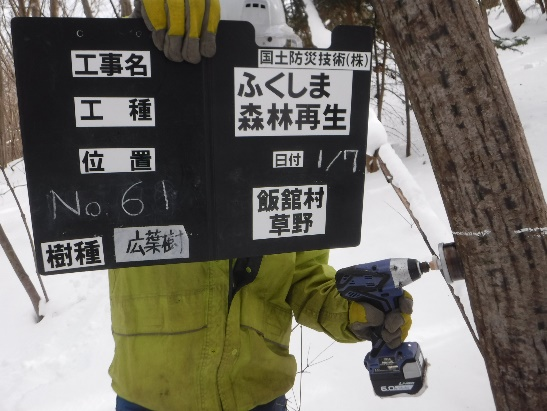 国土防災技術(株)
工事名
ふくしま
森林再生
工種
位置
日付 1/7
No.61
飯舘村
草野
樹種 広葉樹
6.0